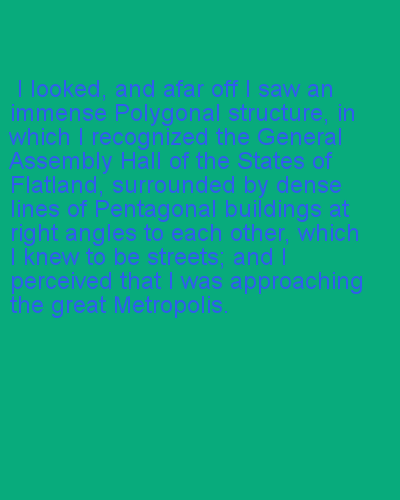 I looked, and afar off I saw an
immense Polygonal structure, in
which I recognized the General
Assembly Hall of the States of
Flatland, surrounded by dense
lines of Pentagonal buildings at
right angles to each other, which
I knew to be streets; and I
perceived that I was approaching
the great Metropolis.